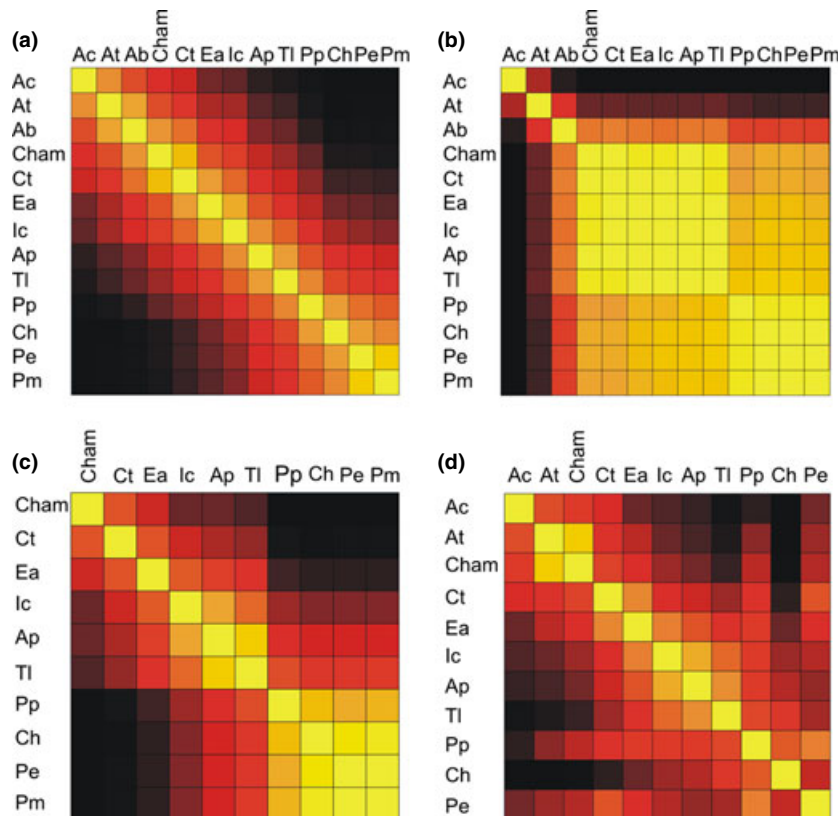 (a)
Ac At Ab Cham Ct Ea Ic Ap Tl Pp Ch Pe Pm
Ac
At
Ab
Cham
Ct
Ea
Ic
Ap
Tl
Pp
Ch
Pe
Pm
(b)
Ac At Ab Cham Ct Ea Ic Ap Tl Pp Ch Pe Pm
Ac
At
Ab
Cham
Ct
Ea
Ic
Ap
Tl
Pp
Ch
Pe
Pm
(c)
Cham Ct Ea Ic Ap Tl Pp Ch Pe Pm
Cham
Ct
Ea
Ic
Ap
Tl
Pp
Ch
Pe
Pm
(d)
Ac At Cham Ct Ea Ic Ap Tl Pp Ch Pe
Ac
At
Cham
Ct
Ea
Ic
Ap
Tl
Pp
Ch
Pe